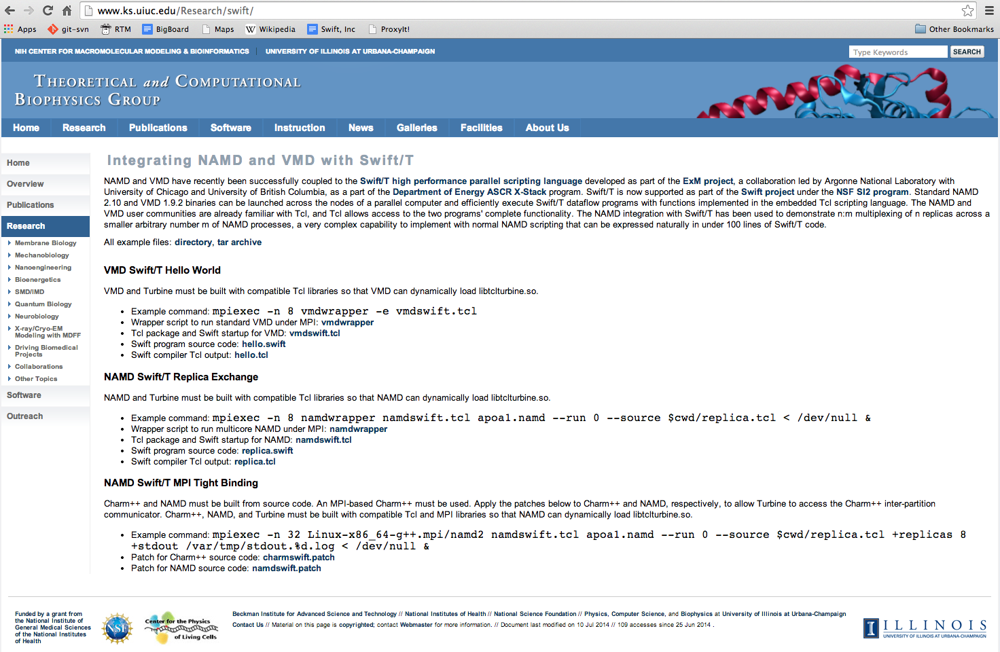 www.ks.uiuc.edu/Research/swift/
Apps git-svn RTM BigBoard Maps W Wikipedia Swift, Inc ProxyIt! Other Bookmarks
NIH CENTER FOR MACROMOLECULAR MODELING & BIOINFORMATICS | UNIVERSITY OF ILLINOIS AT URBANA-CHAMPAIGN
Type Keywords SEARCH
THEORETICAL and COMPUTATIONAL
BIOPHYSICS GROUP
Home Research Publications Software Instruction News Galleries Facilities About Us
Home
Overview
Publications
Research
Membrane Biology
Mechanobiology
Nanoengineering
Bioenergetics
SMD/IMD
Quantum Biology
Neurobiology
X-ray/Cryo-EM
Modeling with MDFF
Driving Biomedical
Projects
Collaborations
Other Topics
Software
Outreach
Integrating NAMD and VMD with Swift/T
NAMD and VMD have recently been successfully coupled to the Swift/T high performance parallel scripting language developed as part of the ExM project, a collaboration led by Argonne National Laboratory with
University of Chicago and University of British Columbia, as a part of the Department of Energy ASCR X-Stack program. Swift/T is now supported as part of the Swift project under the NSF SI2 program. Standard NAMD
2.10 and VMD 1.9.2 binaries can be launched across the nodes of a parallel computer and efficiently execute Swift/T dataflow programs with functions implemented in the embedded Tcl scripting language. The NAMD and
VMD user communities are already familiar with Tcl, and Tcl allows access to the two programs' complete functionality. The NAMD integration with Swift/T has been used to demonstrate n:m multiplexing of n replicas across a
smaller arbitrary number m of NAMD processes, a very complex capability to implement with normal NAMD scripting that can be expressed naturally in under 100 lines of Swift/T code.
All example files: directory, tar archive
VMD Swift/T Hello World
VMD and Turbine must be built with compatible Tcl libraries so that VMD can dynamically load libtclturbine.so.
• Example command: mpiexec -n 8 vmdwrapper -e vmdswift.tcl
• Wrapper script to run standard VMD under MPI: vmdwrapper
• Tcl package and Swift startup for VMD: vmdswift.tcl
• Swift program source code: hello.swift
• Swift compiler Tcl output: hello.tcl
NAMD Swift/T Replica Exchange
NAMD and Turbine must be built with compatible Tcl libraries so that NAMD can dynamically load libtclturbine.so.
• Example command: mpiexec -n 8 namdwrapper namdswift.tcl apoa1.namd --run 0 --source $cwd/replica.tcl < /dev/null &
• Wrapper script to run multicore NAMD under MPI: namdwrapper
• Tcl package and Swift startup for NAMD: namdswift.tcl
• Swift program source code: replica.swift
• Swift compiler Tcl output: replica.tcl
NAMD Swift/T MPI Tight Binding
Charm++ and NAMD must be built from source code. An MPI-based Charm++ must be used. Apply the patches below to Charm++ and NAMD, respectively, to allow Turbine to access the Charm++ inter-partition
communicator. Charm++, NAMD, and Turbine must be built with compatible Tcl and MPI libraries so that NAMD can dynamically load libtclturbine.so.
• Example command: mpiexec -n 32 Linux-x86_64-g++.mpi/namd2 namdswift.tcl apoa1.namd --run 0 --source $cwd/replica.tcl +replicas 8
+stdout /var/tmp/stdout.%d.log < /dev/null &
• Patch for Charm++ source code: charmswift.patch
• Patch for NAMD source code: namdswift.patch
Funded by a grant from
the National Institute of
General Medical Sciences
of the National Institutes
of Health
NSF
Center for the Physics
of Living Cells
Beckman Institute for Advanced Science and Technology // National Institutes of Health // National Science Foundation // Physics, Computer Science, and Biophysics at University of Illinois at Urbana-Champaign
Contact Us // Material on this page is copyrighted; contact Webmaster for more information. // Document last modified on 10 Jul 2014 // 109 accesses since 25 Jun 2014 .
I ILLINOIS
UNIVERSITY OF ILLINOIS AT URBANA-CHAMPAIGN